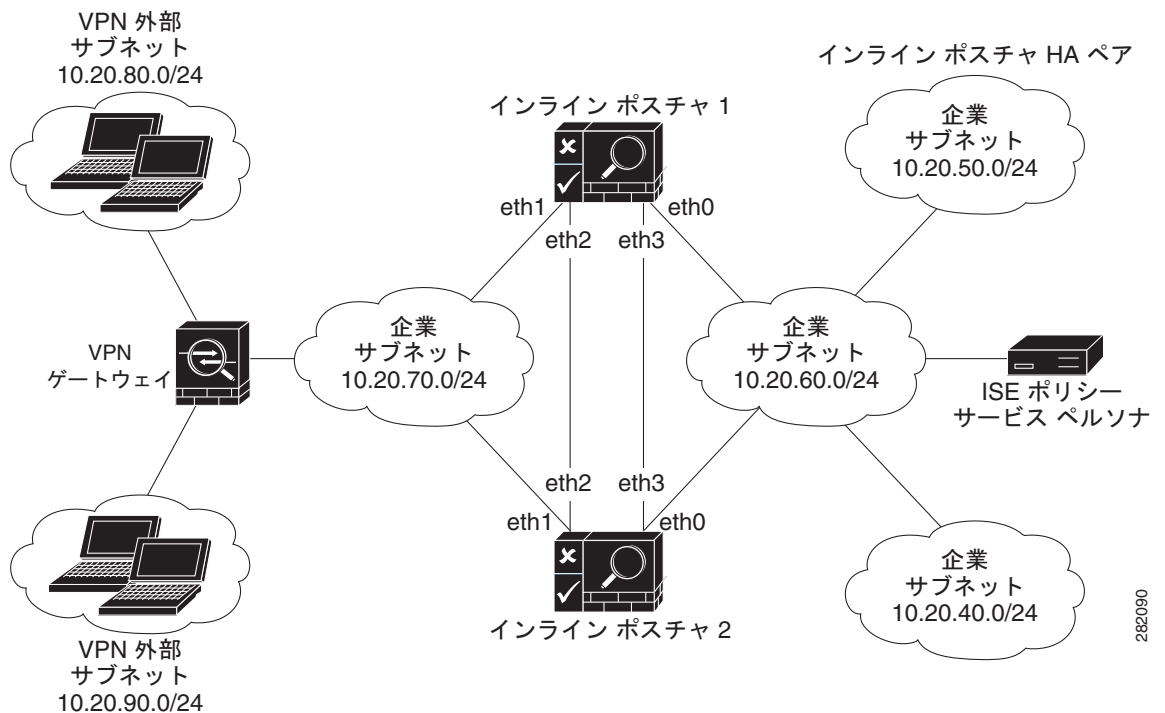 VPN 外部
サブネット
10.20.80.0/24
インライン ポスチャ HA ペア
インライン ポスチャ 1
企業
サブネット
10.20.50.0/24
eth1
eth0
eth2
eth3
VPN
ゲートウェイ
企業
サブネット
10.20.70.0/24
企業
サブネット
10.20.60.0/24
ISE ポリシー
サービス ペルソナ
eth2
eth3
eth1
eth0
インライン ポスチャ 2
企業
サブネット
10.20.40.0/24
VPN 外部
サブネット
10.20.90.0/24
282090